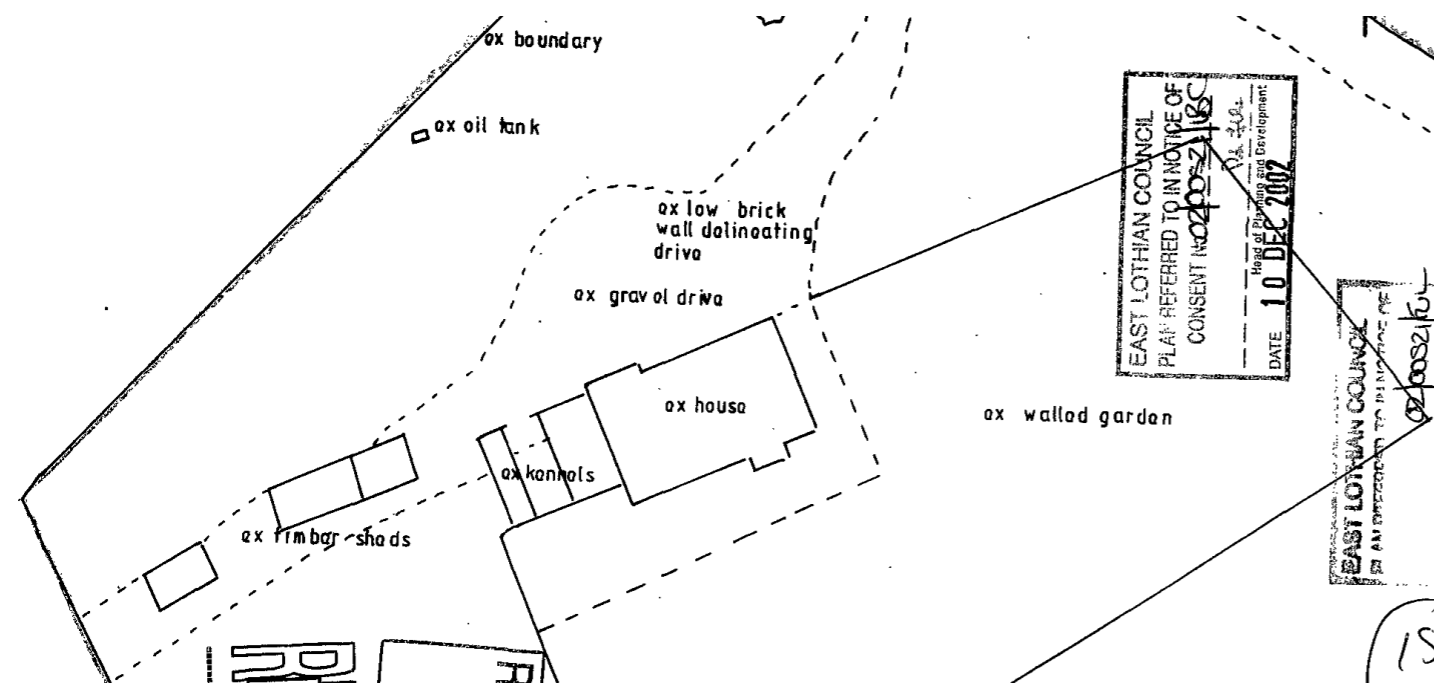 ex boundary
ex oil tank
ex low brick
wall delineating
drive
ex gravel drive
ex house
ex kennels
ex timber sheds
ex walled garden
EAST LOTHIAN COUNCIL
PLAN REFERRED TO IN NOTICE OF
CONSENT
Head of Planning and Development
DATE 10 DEC 2002
EAST LOTHIAN COUNCIL